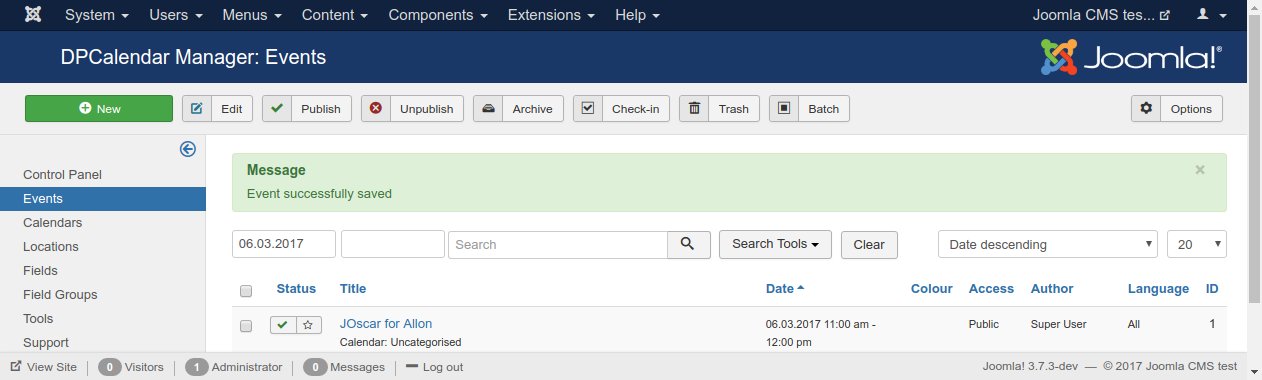 System Users Menus Content Components Extensions Help Joomla CMS tes...
DPCalendar Manager: Events Joomla!®
New Edit Publish Unpublish Archive Check-in Trash Batch Options
Control Panel
Events
Calendars
Locations
Fields
Field Groups
Tools
Support
Message
Event successfully saved
×
06.03.2017 Search Search Tools Clear Date descending 20
Status Title Date Colour Access Author Language ID
JOscar for Allon 06.03.2017 11:00 am - Public Super User All 1
Calendar: Uncategorised 12:00 pm
View Site 0 Visitors 1 Administrator 0 Messages Log out Joomla! 3.7.3-dev — © 2017 Joomla CMS test